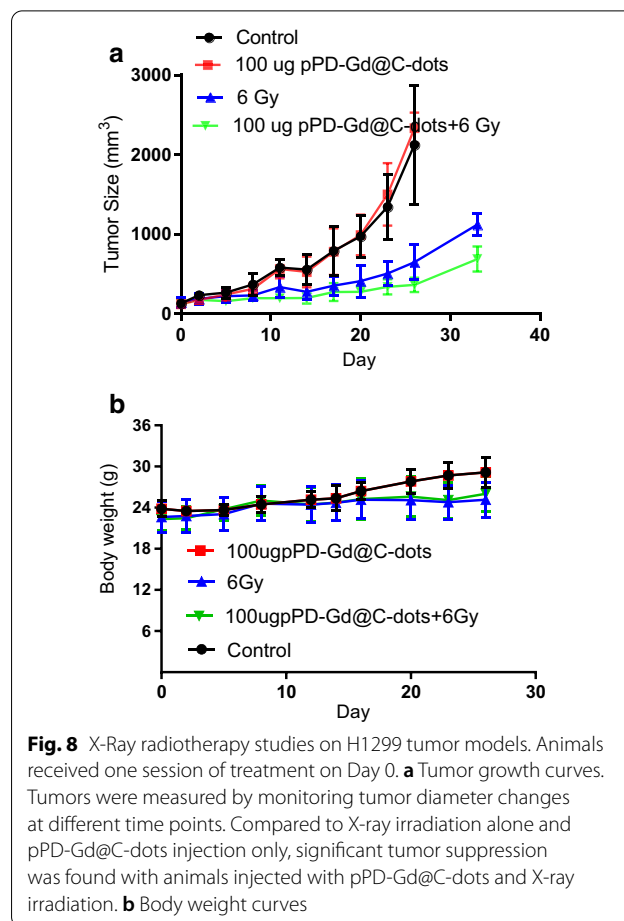 a
Control
100 ug pPD-Gd@C-dots
6 Gy
100 ug pPD-Gd@C-dots+6 Gy
Tumor Size (mm³)
3000
2000
1000
0
0 10 20 30 40
Day
b
Body weight (g)
36
30
24
18
12
6
100ugpPD-Gd@C-dots
6Gy
100ugpPD-Gd@C-dots+6Gy
Control
0 10 20 30
Day
Fig. 8 X-Ray radiotherapy studies on H1299 tumor models. Animals
received one session of treatment on Day 0. a Tumor growth curves.
Tumors were measured by monitoring tumor diameter changes
at different time points. Compared to X-ray irradiation alone and
pPD-Gd@C-dots injection only, significant tumor suppression
was found with animals injected with pPD-Gd@C-dots and X-ray
irradiation. b Body weight curves